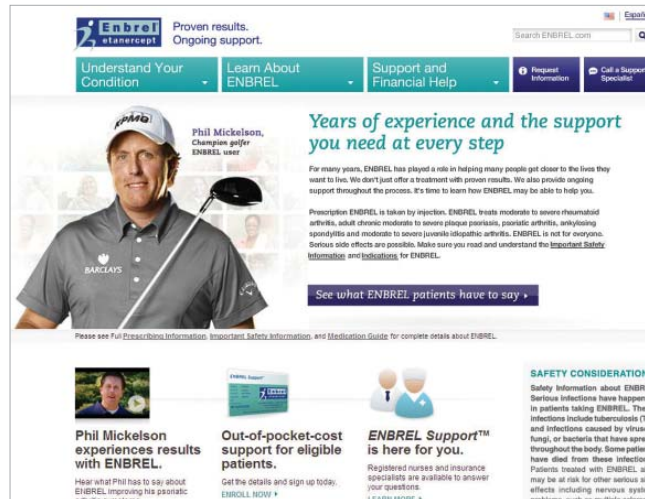 Enbrel
etanercept
Proven results.
Ongoing support.
Españ
Search ENBREL.com
Understand Your
Condition
Learn About
ENBREL
Support and
Financial Help
Request
Information
Call a Support
Specialist
KPMG
Phil Mickelson,
Champion golfer
ENBREL user
BARCLAYS
Years of experience and the support
you need at every step
For many years, ENBREL has played a role in helping many people get closer to the lives they
want to live. We don't just offer a treatment with proven results. We also provide ongoing
support throughout the process. It's time to learn how ENBREL may be able to help you.
Prescription ENBREL is taken by injection. ENBREL treats moderate to severe rheumatoid
arthritis, adult chronic moderate to severe plaque psoriasis, psoriatic arthritis, ankylosing
spondylitis and moderate to severe juvenile idiopathic arthritis. ENBREL is not for everyone.
Serious side effects are possible. Make sure you read and understand the Important Safety
Information and Indications for ENBREL.
See what ENBREL patients have to say
Please see Full Prescribing Information, Important Safety Information, and Medication Guide for complete details about ENBREL.
Phil Mickelson
experiences results
with ENBREL.
Hear what Phil has to say about
ENBREL improving his psoriatic
ENBREL Support
Out-of-pocket-cost
support for eligible
patients.
Get the details and sign up today.
ENROLL NOW
ENBREL Support™
is here for you.
Registered nurses and insurance
specialists are available to answer
your questions.
LEARN MORE
SAFETY CONSIDERATION
Safety Information about ENBR
Serious infections have happen
in patients taking ENBREL. The
infections include tuberculosis (T
and infections caused by viruse
fungi, or bacteria that have spre
throughout the body. Some patie
have died from these infection
Patients treated with ENBREL a
may be at risk for other serious si
effects including nervous syst